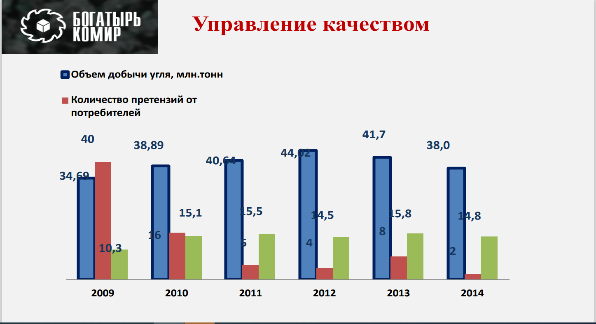 БОГАТЫРЬ
КОМИР
Управление качеством
Объем добычи угля, млн.тонн
Количество претензий от
потребителей
34,69 40 10,3
38,89 16 15,1
40,64 5 15,5
44,02 4 14,5
41,7 8 15,8
38,0 2 14,8
2009 2010 2011 2012 2013 2014